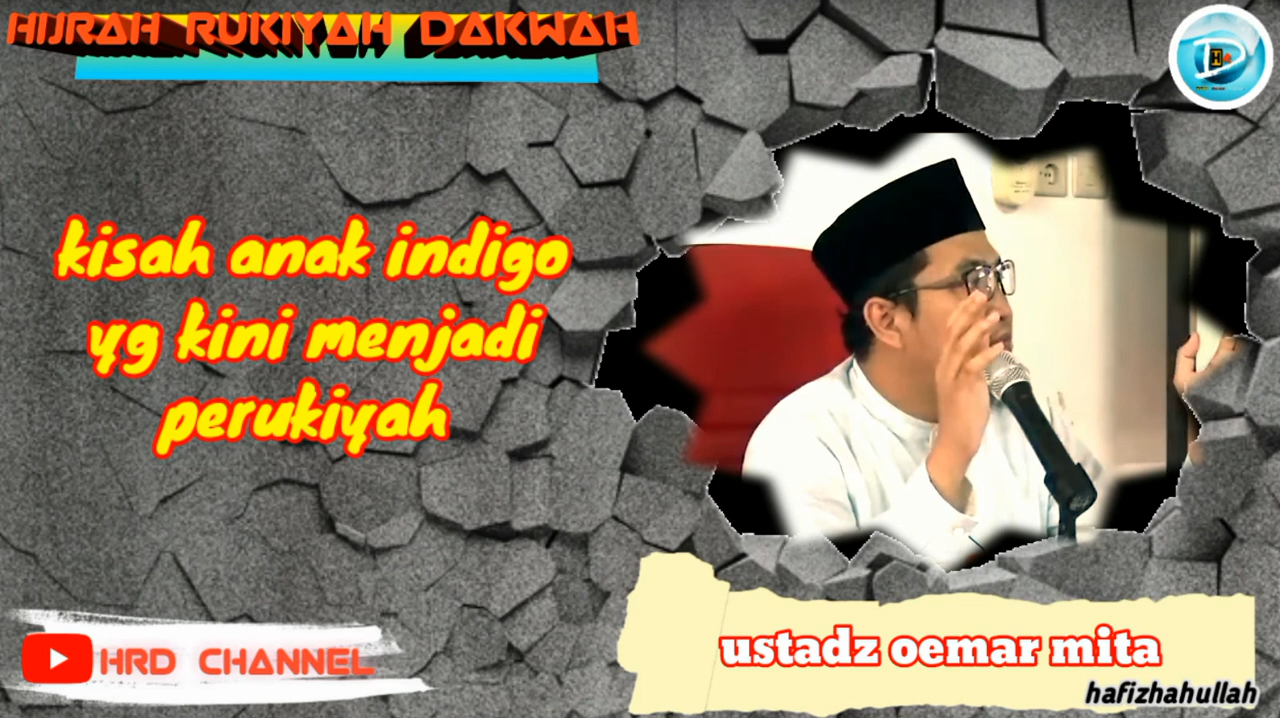 HIJRAH RUKIYAH DAKWAH
kisah anak indigo
yg kini menjadi
perukiyah
HRD CHANNEL
ustadz oemar mita
hafizhahullah